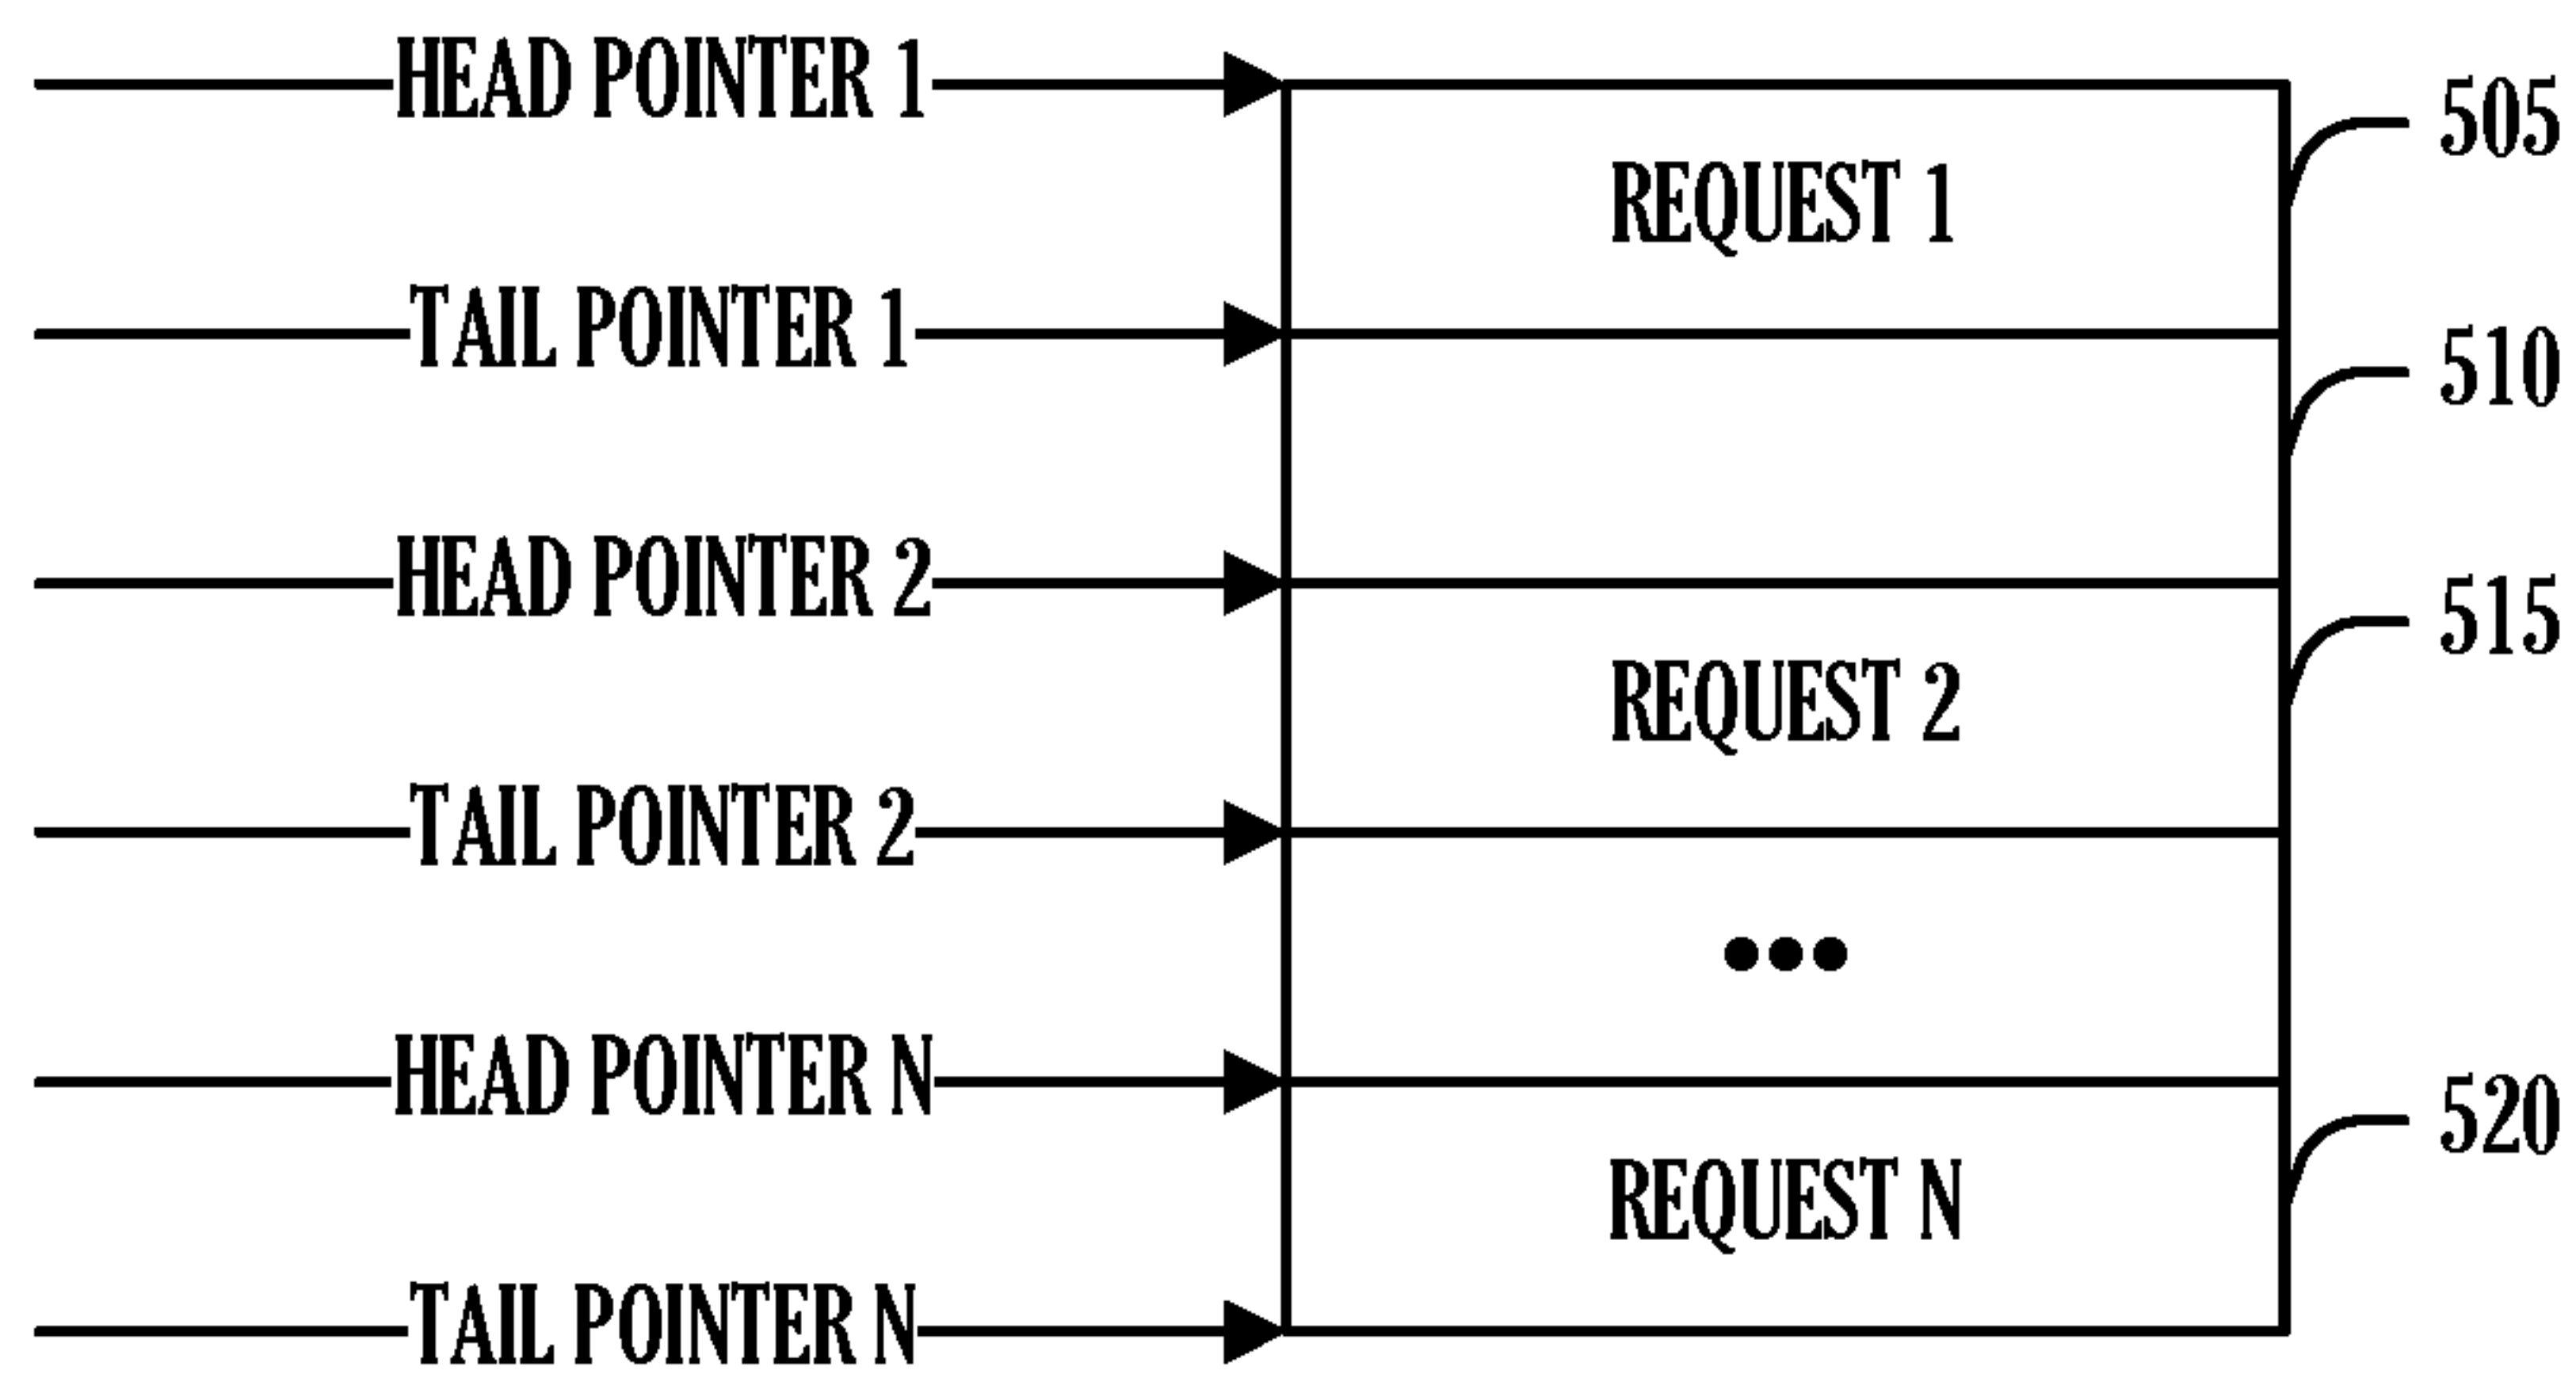 HEAD POINTER 1
505
REQUEST 1
TAIL POINTER 1
510
HEAD POINTER 2
515
REQUEST 2
TAIL POINTER 2
•••
HEAD POINTER N
520
REQUEST N
TAIL POINTER N